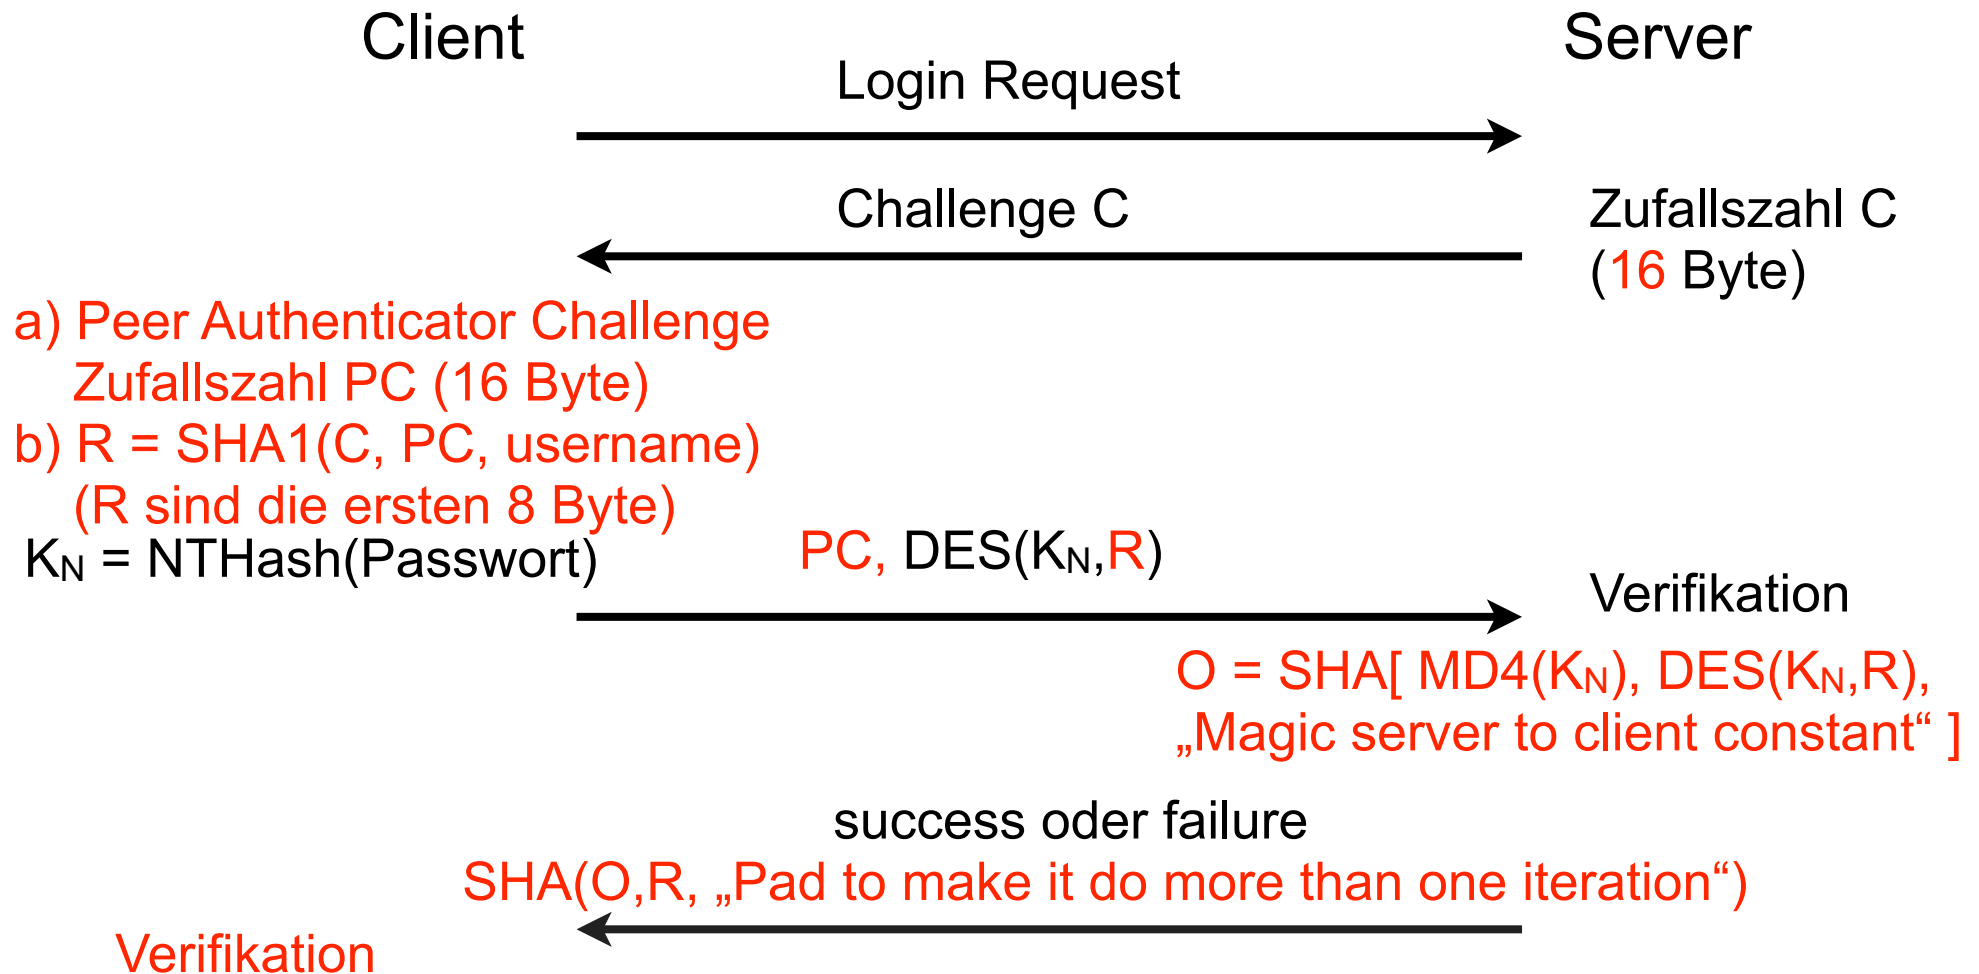 Client
Server
Login Request
Challenge C
Zufallszahl C
(16 Byte)
a) Peer Authenticator Challenge
Zufallszahl PC (16 Byte)
b) R = SHA1(C, PC, username)
(R sind die ersten 8 Byte)
KN = NTHash(Passwort)
PC, DES(KN,R)
Verifikation
O = SHA[ MD4(KN), DES(KN,R),
„Magic server to client constant“ ]
success oder failure
SHA(O,R, „Pad to make it do more than one iteration“)
Verifikation